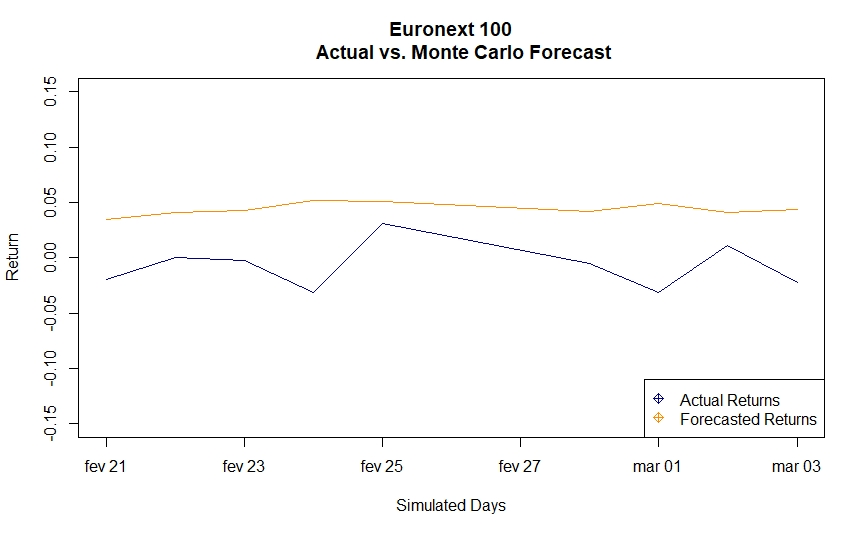 Euronext 100
Actual vs. Monte Carlo Forecast
Return
0.15
0.10
0.05
0.00
-0.05
-0.10
-0.15
Actual Returns
Forecasted Returns
fev 21 fev 23 fev 25 fev 27 mar 01 mar 03
Simulated Days